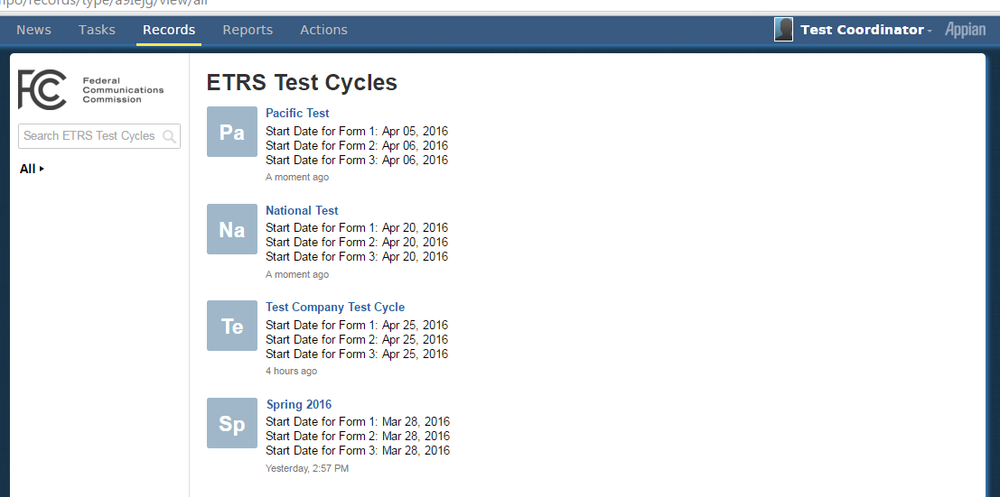 npo/records/type/a9Iejg/view/all
News Tasks Records Reports Actions Test Coordinator Appian
FCC Federal
Communications
Commission
Search ETRS Test Cycles
All
ETRS Test Cycles
Pa
Pacific Test
Start Date for Form 1: Apr 05, 2016
Start Date for Form 2: Apr 06, 2016
Start Date for Form 3: Apr 06, 2016
A moment ago
Na
National Test
Start Date for Form 1: Apr 20, 2016
Start Date for Form 2: Apr 20, 2016
Start Date for Form 3: Apr 20, 2016
A moment ago
Te
Test Company Test Cycle
Start Date for Form 1: Apr 25, 2016
Start Date for Form 2: Apr 25, 2016
Start Date for Form 3: Apr 25, 2016
4 hours ago
Sp
Spring 2016
Start Date for Form 1: Mar 28, 2016
Start Date for Form 2: Mar 28, 2016
Start Date for Form 3: Mar 28, 2016
Yesterday, 2:57 PM